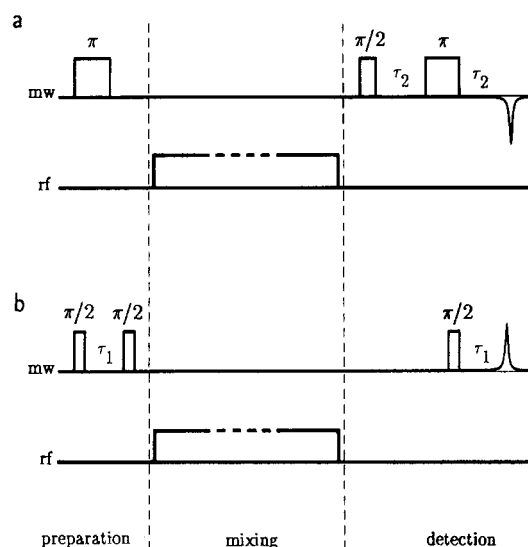 a
π π/2 π
τ₂ τ₂
mw
rf
b
π/2 π/2 π/2
τ₁ τ₁
mw
rf
preparation mixing detection